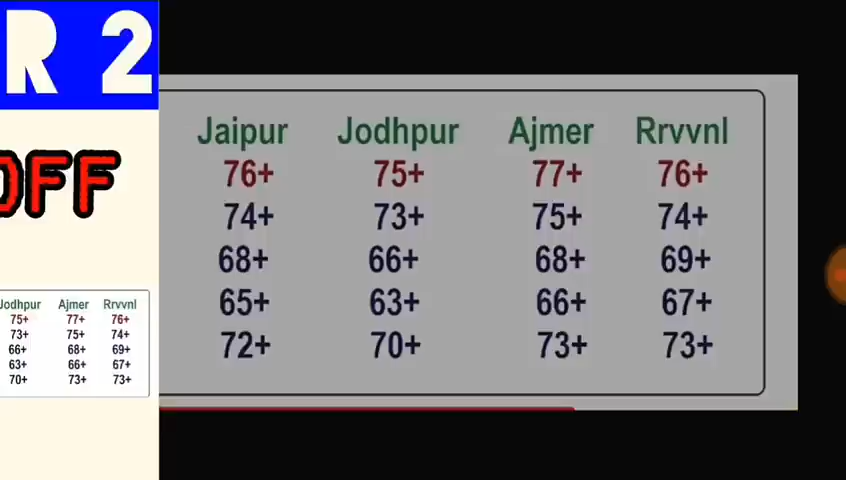 R 2
OFF
Jodhpur Ajmer Rrvvnl
75+ 77+ 76+
73+ 75+ 74+
66+ 68+ 69+
63+ 66+ 67+
70+ 73+ 73+
Jaipur Jodhpur Ajmer Rrvvnl
76+ 75+ 77+ 76+
74+ 73+ 75+ 74+
68+ 66+ 68+ 69+
65+ 63+ 66+ 67+
72+ 70+ 73+ 73+